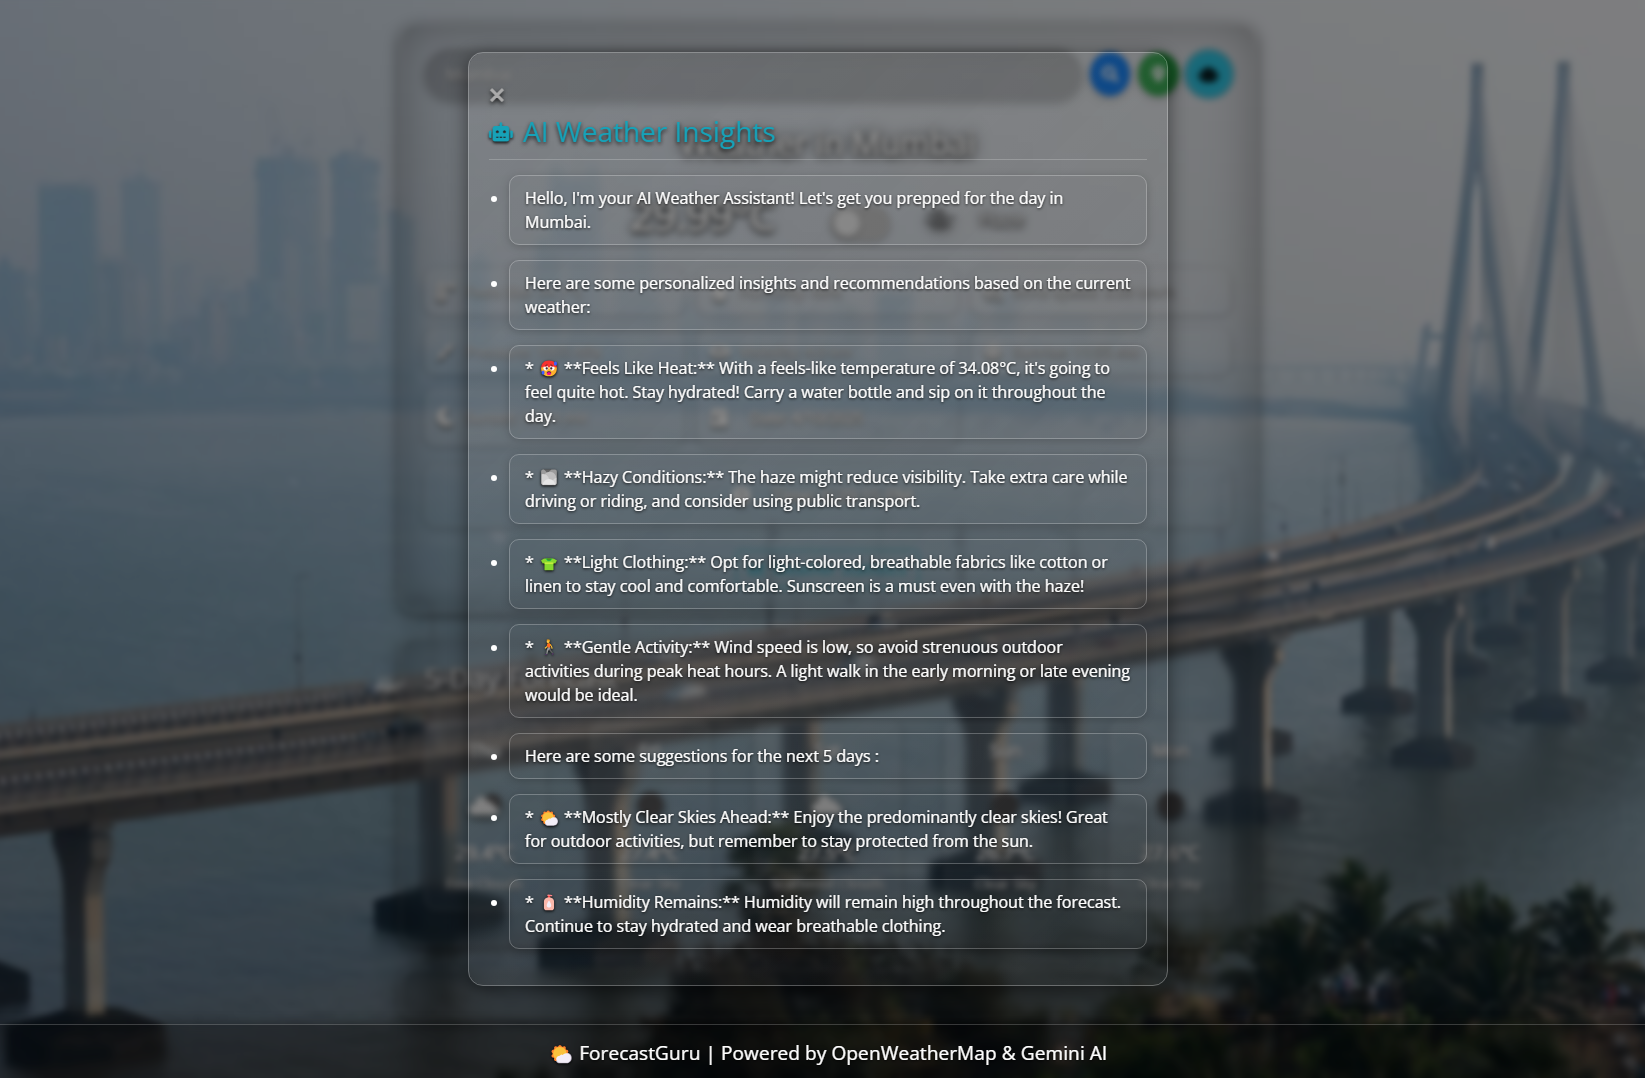 ×
AI Weather Insights
Weather in Mumbai
Hello, I'm your AI Weather Assistant! Let's get you prepped for the day in
Mumbai.
29.99°C
Haze
Here are some personalized insights and recommendations based on the current
weather:
* 🥵 **Feels Like Heat:** With a feels-like temperature of 34.08°C, it's going to
feel quite hot. Stay hydrated! Carry a water bottle and sip on it throughout the
day.
* 🌫️ **Hazy Conditions:** The haze might reduce visibility. Take extra care while
driving or riding, and consider using public transport.
* 👕 **Light Clothing:** Opt for light-colored, breathable fabrics like cotton or
linen to stay cool and comfortable. Sunscreen is a must even with the haze!
* 🚶 **Gentle Activity:** Wind speed is low, so avoid strenuous outdoor
activities during peak heat hours. A light walk in the early morning or late evening
would be ideal.
5-Day
Here are some suggestions for the next 5 days :
* 🌤️ **Mostly Clear Skies Ahead:** Enjoy the predominantly clear skies! Great
for outdoor activities, but remember to stay protected from the sun.
* 🧴 **Humidity Remains:** Humidity will remain high throughout the forecast.
Continue to stay hydrated and wear breathable clothing.
🌤️ ForecastGuru | Powered by OpenWeatherMap & Gemini AI